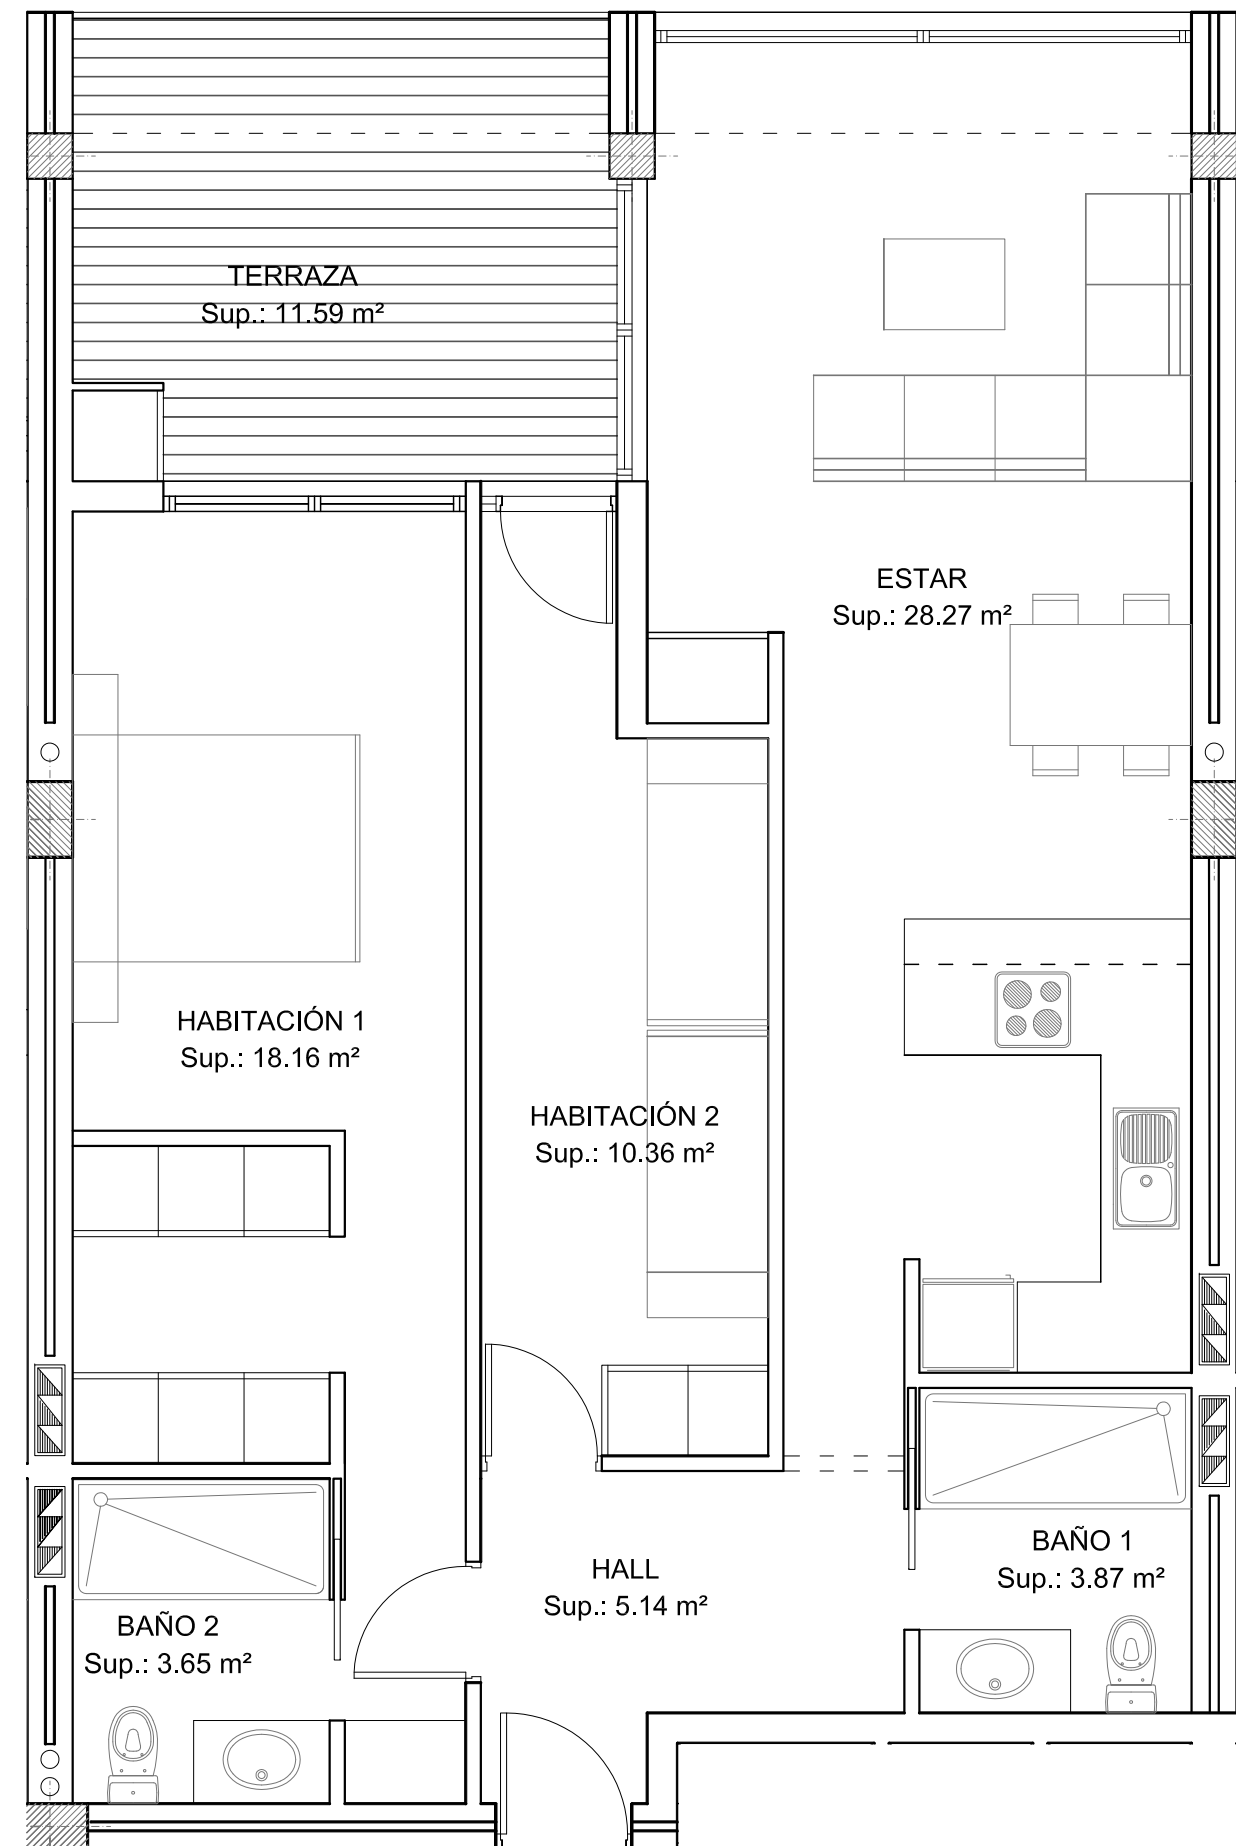 TERRAZA
Sup.: 11.59 m²
ESTAR
Sup.: 28.27 m²
HABITACIÓN 1
Sup.: 18.16 m²
HABITACIÓN 2
Sup.: 10.36 m²
BAÑO 1
Sup.: 3.87 m²
HALL
Sup.: 5.14 m²
BAÑO 2
Sup.: 3.65 m²